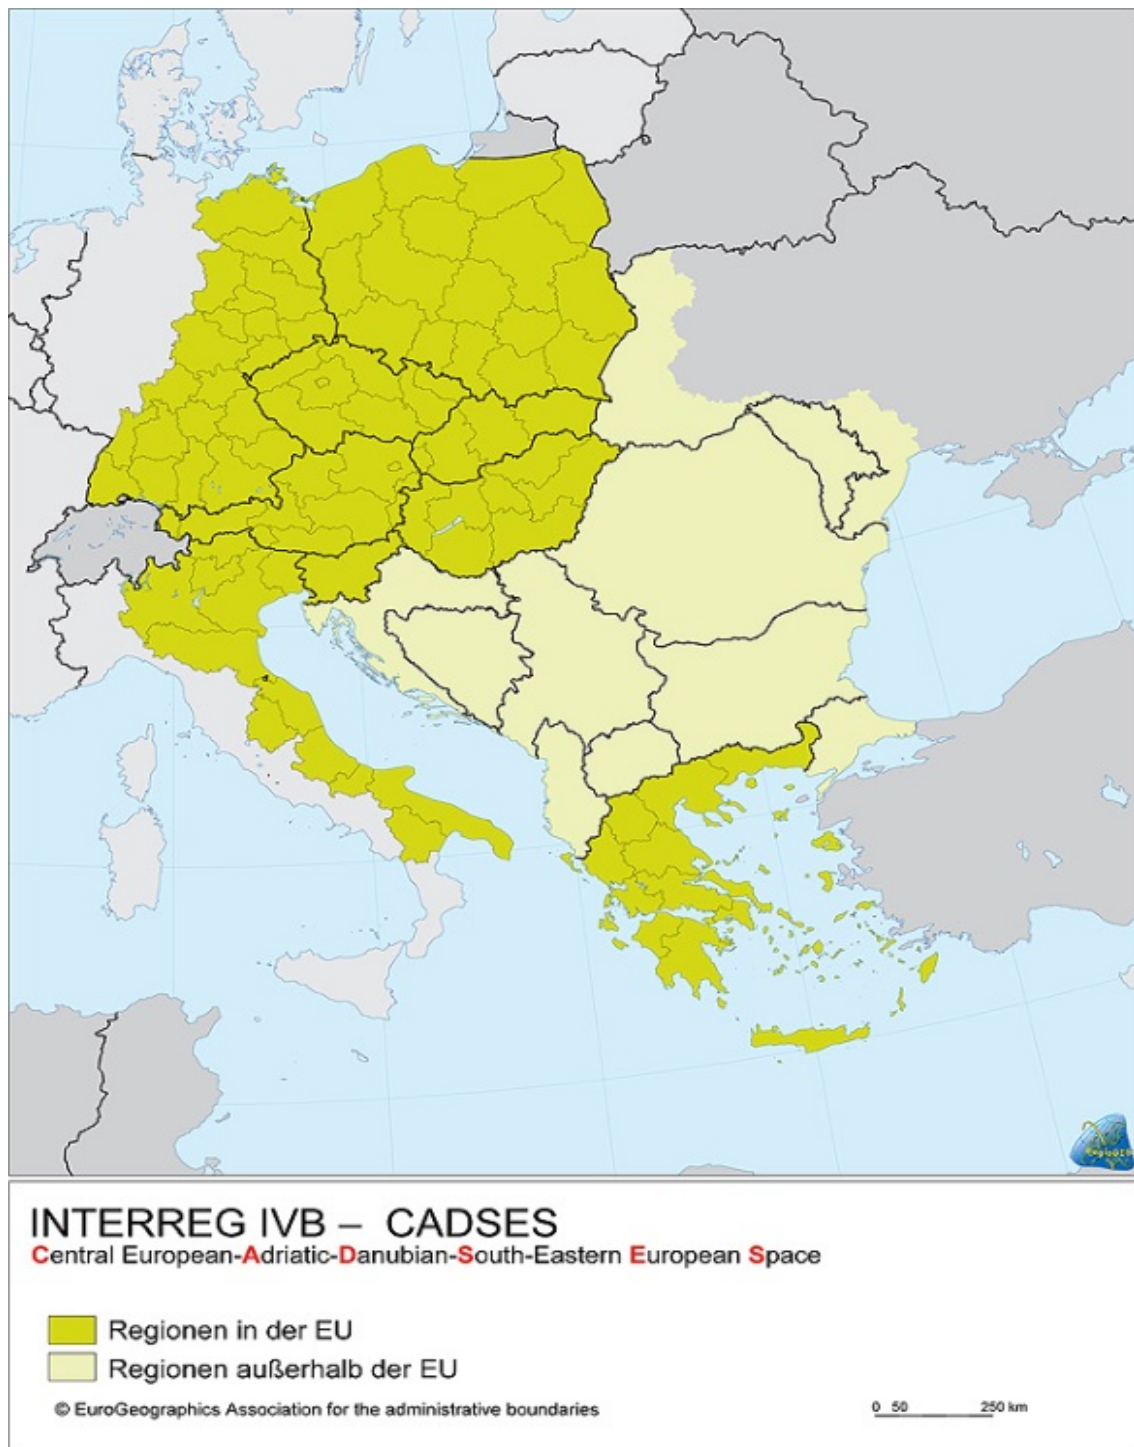 INTERREG IVB – CADSES
Central European-Adriatic-Danubian-South-Eastern European Space
Regionen in der EU
Regionen außerhalb der EU
© EuroGeographics Association for the administrative boundaries
0 50 250 km